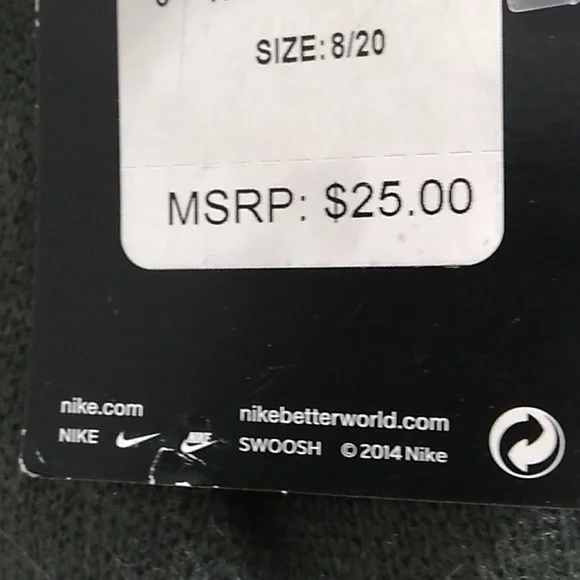 SIZE: 8/20
MSRP: $25.00
nike.com
nikebetterworld.com
NIKE
SWOOSH © 2014 Nike